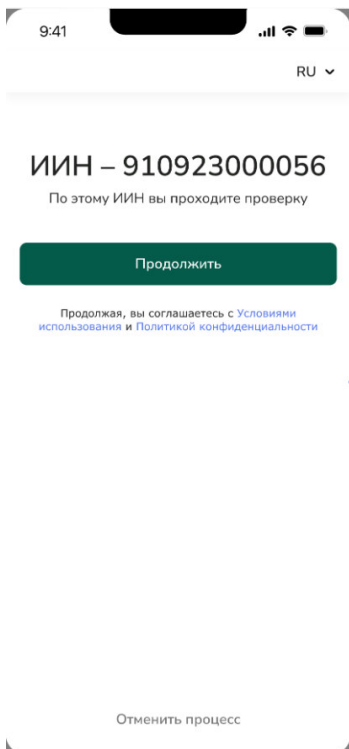 9:41
RU
ИИН – 910923000056
По этому ИИН вы проходите проверку
Продолжить
Продолжая, вы соглашаетесь с Условиями
использования и Политикой конфиденциальности
Отменить процесс